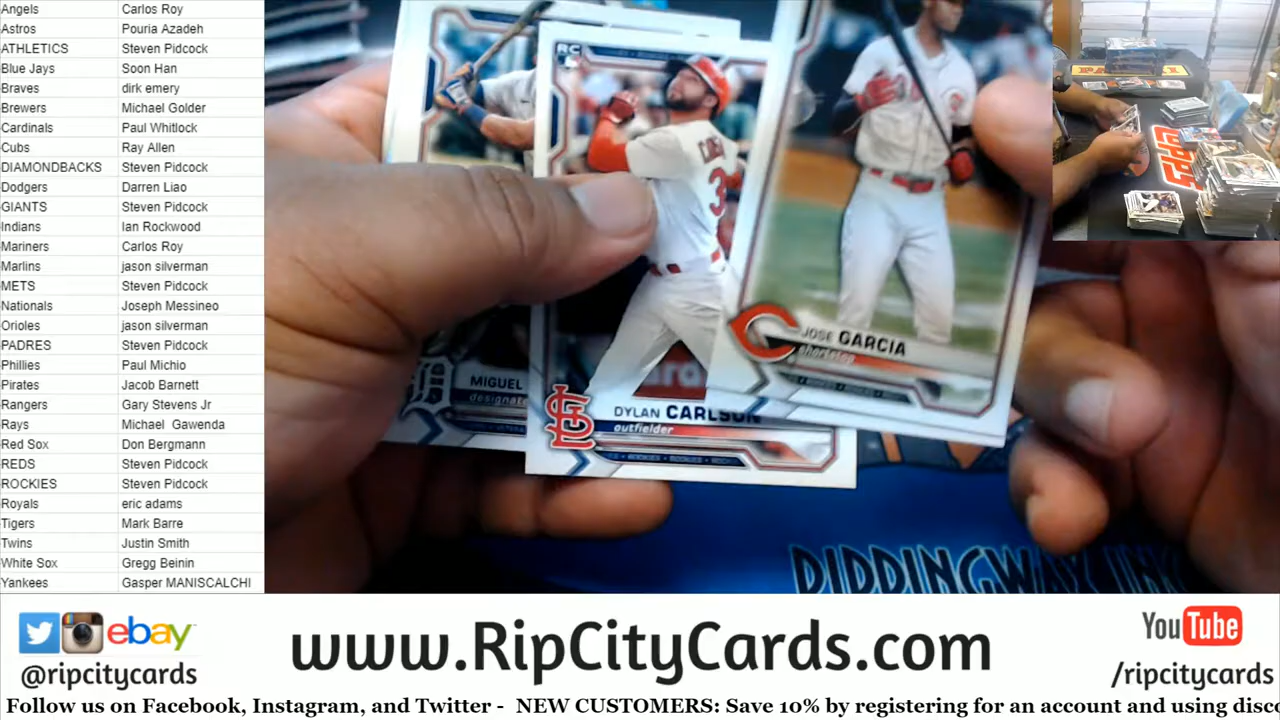 Angels Carlos Roy
Astros Pouria Azadeh
ATHLETICS Steven Pidcock
Blue Jays Soon Han
Braves dirk emery
Brewers Michael Golder
Cardinals Paul Whitlock
Cubs Ray Allen
DIAMONDBACKS Steven Pidcock
Dodgers Darren Liao
GIANTS Steven Pidcock
Indians Ian Rockwood
Mariners Carlos Roy
Marlins jason silverman
METS Steven Pidcock
Nationals Joseph Messineo
Orioles jason silverman
PADRES Steven Pidcock
Phillies Paul Michio
Pirates Jacob Barnett
Rangers Gary Stevens Jr
Rays Michael Gawenda
Red Sox Don Bergmann
REDS Steven Pidcock
ROCKIES Steven Pidcock
Royals eric adams
Tigers Mark Barre
Twins Justin Smith
White Sox Gregg Beinin
Yankees Gasper MANISCALCHI
RC
JOSE GARCIA
shortstop
MIGUEL
designate
DYLAN CARLSON
outfielder
ebay
@ripcitycards
www.RipCityCards.com
YouTube
/ripcitycards
Follow us on Facebook, Instagram, and Twitter - NEW CUSTOMERS: Save 10% by registering for an account and using disco